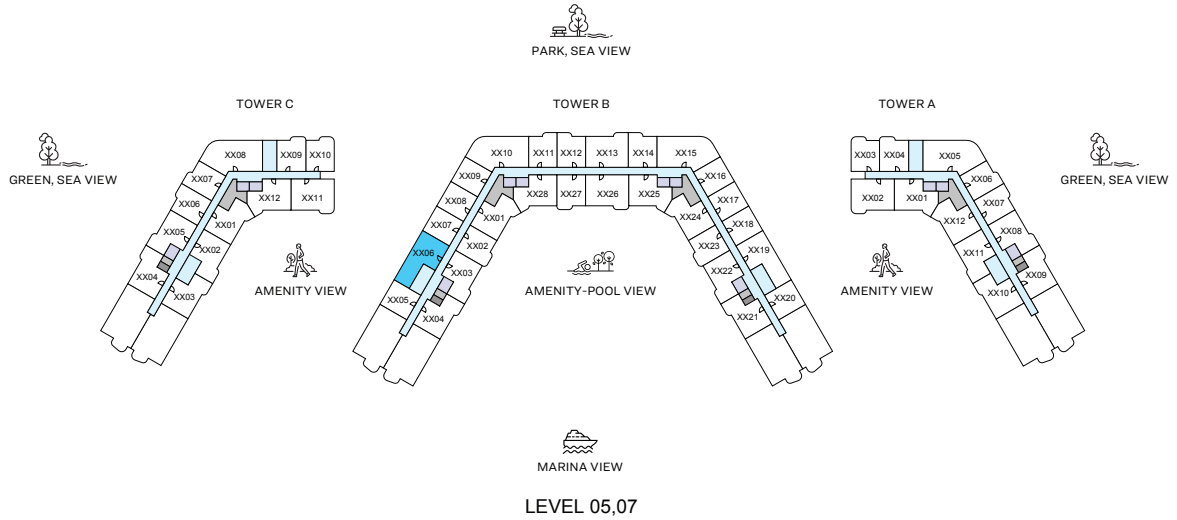 PARK, SEA VIEW
TOWER C
TOWER B
TOWER A
GREEN, SEA VIEW
GREEN, SEA VIEW
XX08
XX09
XX10
XX07
XX06
XX05
XX04
XX01
XX02
XX03
XX12
XX11
AMENITY VIEW
XX10
XX11
XX12
XX13
XX14
XX15
XX09
XX08
XX07
XX06
XX05
XX28
XX27
XX26
XX25
XX01
XX02
XX03
XX04
XX16
XX17
XX18
XX19
XX20
XX24
XX23
XX22
XX21
AMENITY-POOL VIEW
XX03
XX04
XX05
XX02
XX01
XX06
XX07
XX08
XX09
XX12
XX11
XX10
AMENITY VIEW
MARINA VIEW
LEVEL 05,07